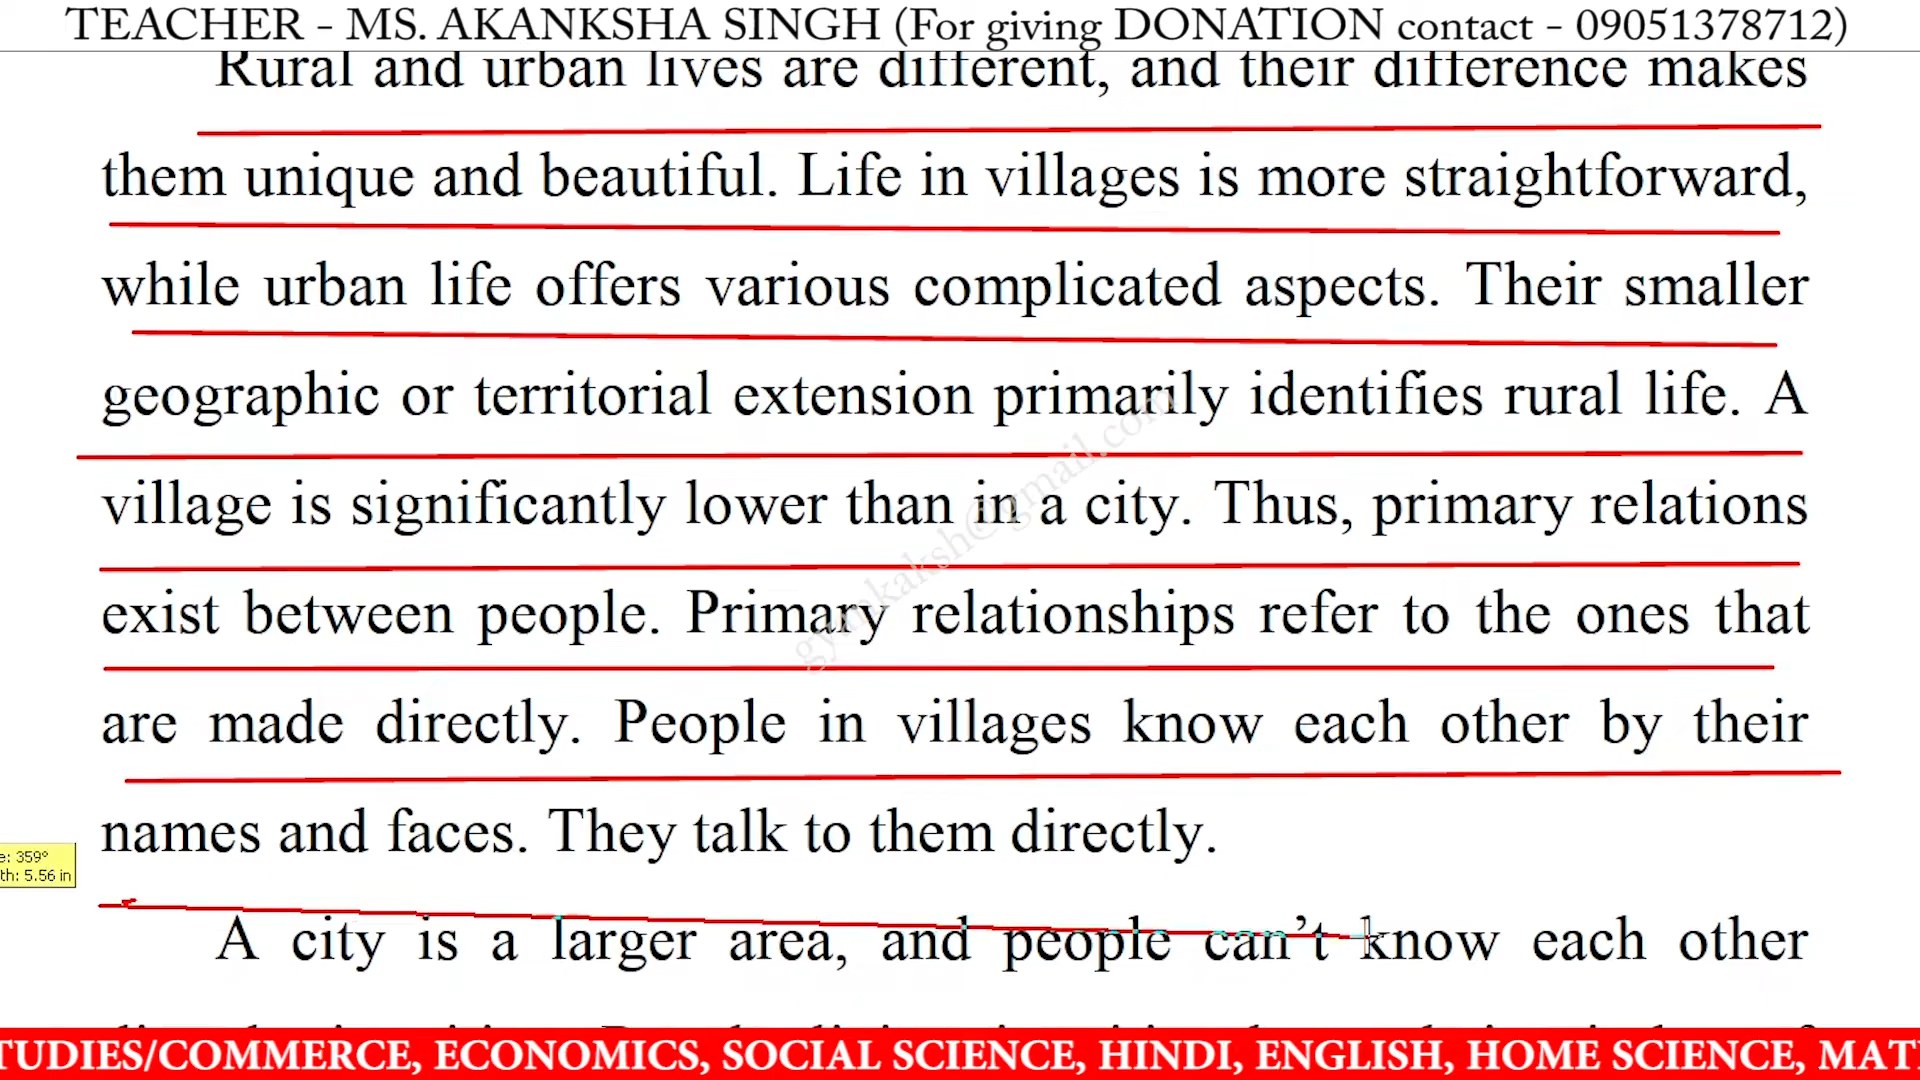 TEACHER - MS. AKANKSHA SINGH (For giving DONATION contact - 09051378712)
Rural and urban lives are different, and their difference makes
them unique and beautiful. Life in villages is more straightforward,
while urban life offers various complicated aspects. Their smaller
geographic or territorial extension primarily identifies rural life. A
village is significantly lower than in a city. Thus, primary relations
exist between people. Primary relationships refer to the ones that
are made directly. People in villages know each other by their
names and faces. They talk to them directly.
e: 359°
th: 5.56 in
A city is a larger area, and people can't know each other
TUDIES/COMMERCE, ECONOMICS, SOCIAL SCIENCE, HINDI, ENGLISH, HOME SCIENCE, MAT